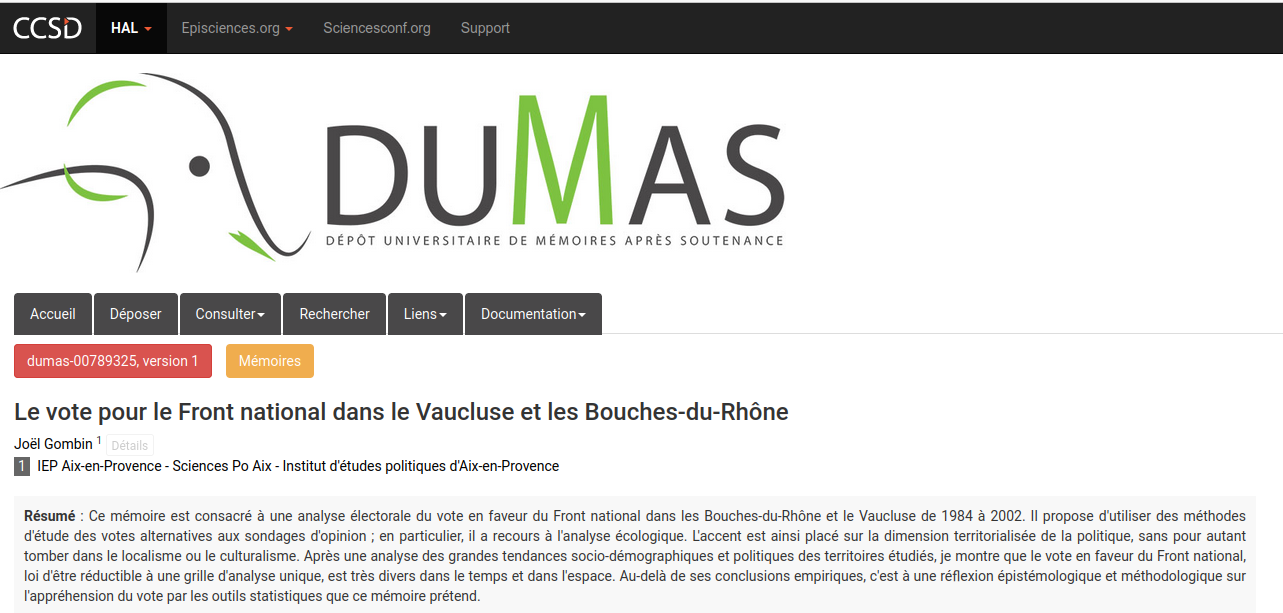 CCSD HAL Episciences.org Sciencesconf.org Support
DUMAS
DÉPÔT UNIVERSITAIRE DE MÉMOIRES APRÈS SOUTENANCE
Accueil Déposer Consulter Rechercher Liens Documentation
dumas-00789325, version 1 Mémoires
Le vote pour le Front national dans le Vaucluse et les Bouches-du-Rhône
Joël Gombin 1 Détails
1 IEP Aix-en-Provence - Sciences Po Aix - Institut d'études politiques d'Aix-en-Provence
Résumé : Ce mémoire est consacré à une analyse électorale du vote en faveur du Front national dans les Bouches-du-Rhône et le Vaucluse de 1984 à 2002. Il propose d'utiliser des méthodes
d'étude des votes alternatives aux sondages d'opinion ; en particulier, il a recours à l'analyse écologique. L'accent est ainsi placé sur la dimension territorialisée de la politique, sans pour autant
tomber dans le localisme ou le culturalisme. Après une analyse des grandes tendances socio-démographiques et politiques des territoires étudiés, je montre que le vote en faveur du Front national,
loi d'être réductible à une grille d'analyse unique, est très divers dans le temps et dans l'espace. Au-delà de ses conclusions empiriques, c'est à une réflexion épistémologique et méthodologique sur
l'appréhension du vote par les outils statistiques que ce mémoire prétend.